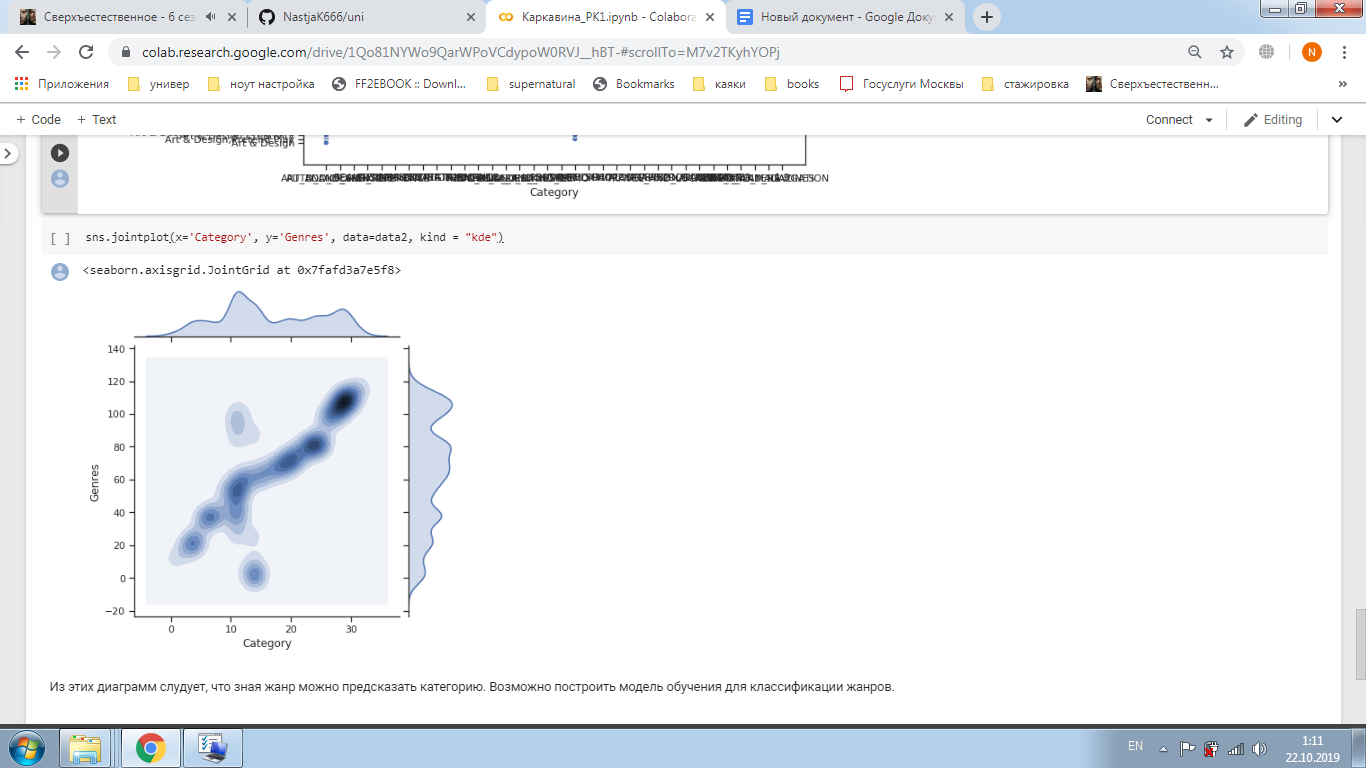 Сверхъестественное - 6 сез
NastjaK666/uni
Каркавина_РК1.ipynb - Colabora
Новый документ - Google Доку
colab.research.google.com/drive/1Qo81NYWo9QarWPoVCdypoW0RVJ__hBT-#scrollTo=M7v2TKyhYOPj
N
Приложения
универ
ноут настройка
FF2EBOOK :: Downl...
supernatural
Bookmarks
каяки
books
Госуслуги Москвы
стажировка
Сверхъестественн...
»
+ Code + Text
Connect
Editing
Art & Design
Category
[ ] sns.jointplot(x='Category', y='Genres', data=data2, kind = "kde")
<seaborn.axisgrid.JointGrid at 0x7fafd3a7e5f8>
140
120
100
80
60
40
20
0
−20
Genres
0 10 20 30
Category
Из этих диаграмм слудует, что зная жанр можно предсказать категорию. Возможно построить модель обучения для классификации жанров.
EN
1:11
22.10.2019